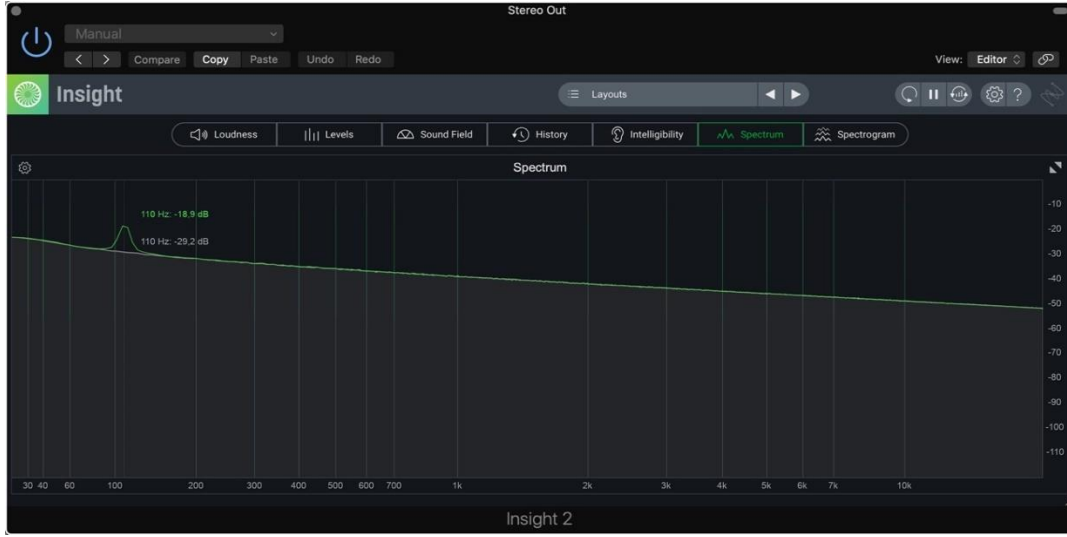 Stereo Out
Manual
Compare Copy Paste Undo Redo View: Editor
Insight Layouts ?
Loudness Levels Sound Field History Intelligibility Spectrum Spectrogram
Spectrum
-10
110 Hz: -18,9 dB
-20
110 Hz: -29,2 dB
-30
-40
-50
-60
-70
-80
-90
-100
-110
30 40 60 100 200 300 400 500 600 700 1k 2k 3k 4k 5k 6k 7k 10k
Insight 2